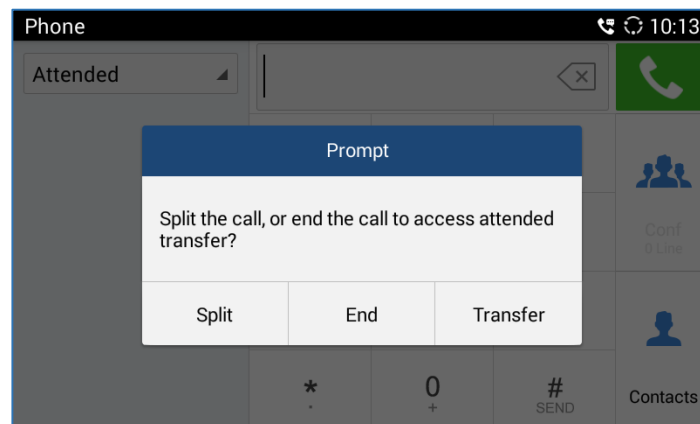 Phone
10:13
Attended
Prompt
Split the call, or end the call to access attended
transfer?
Split End Transfer
Conf
0 Line
* 0 #
. + SEND
Contacts